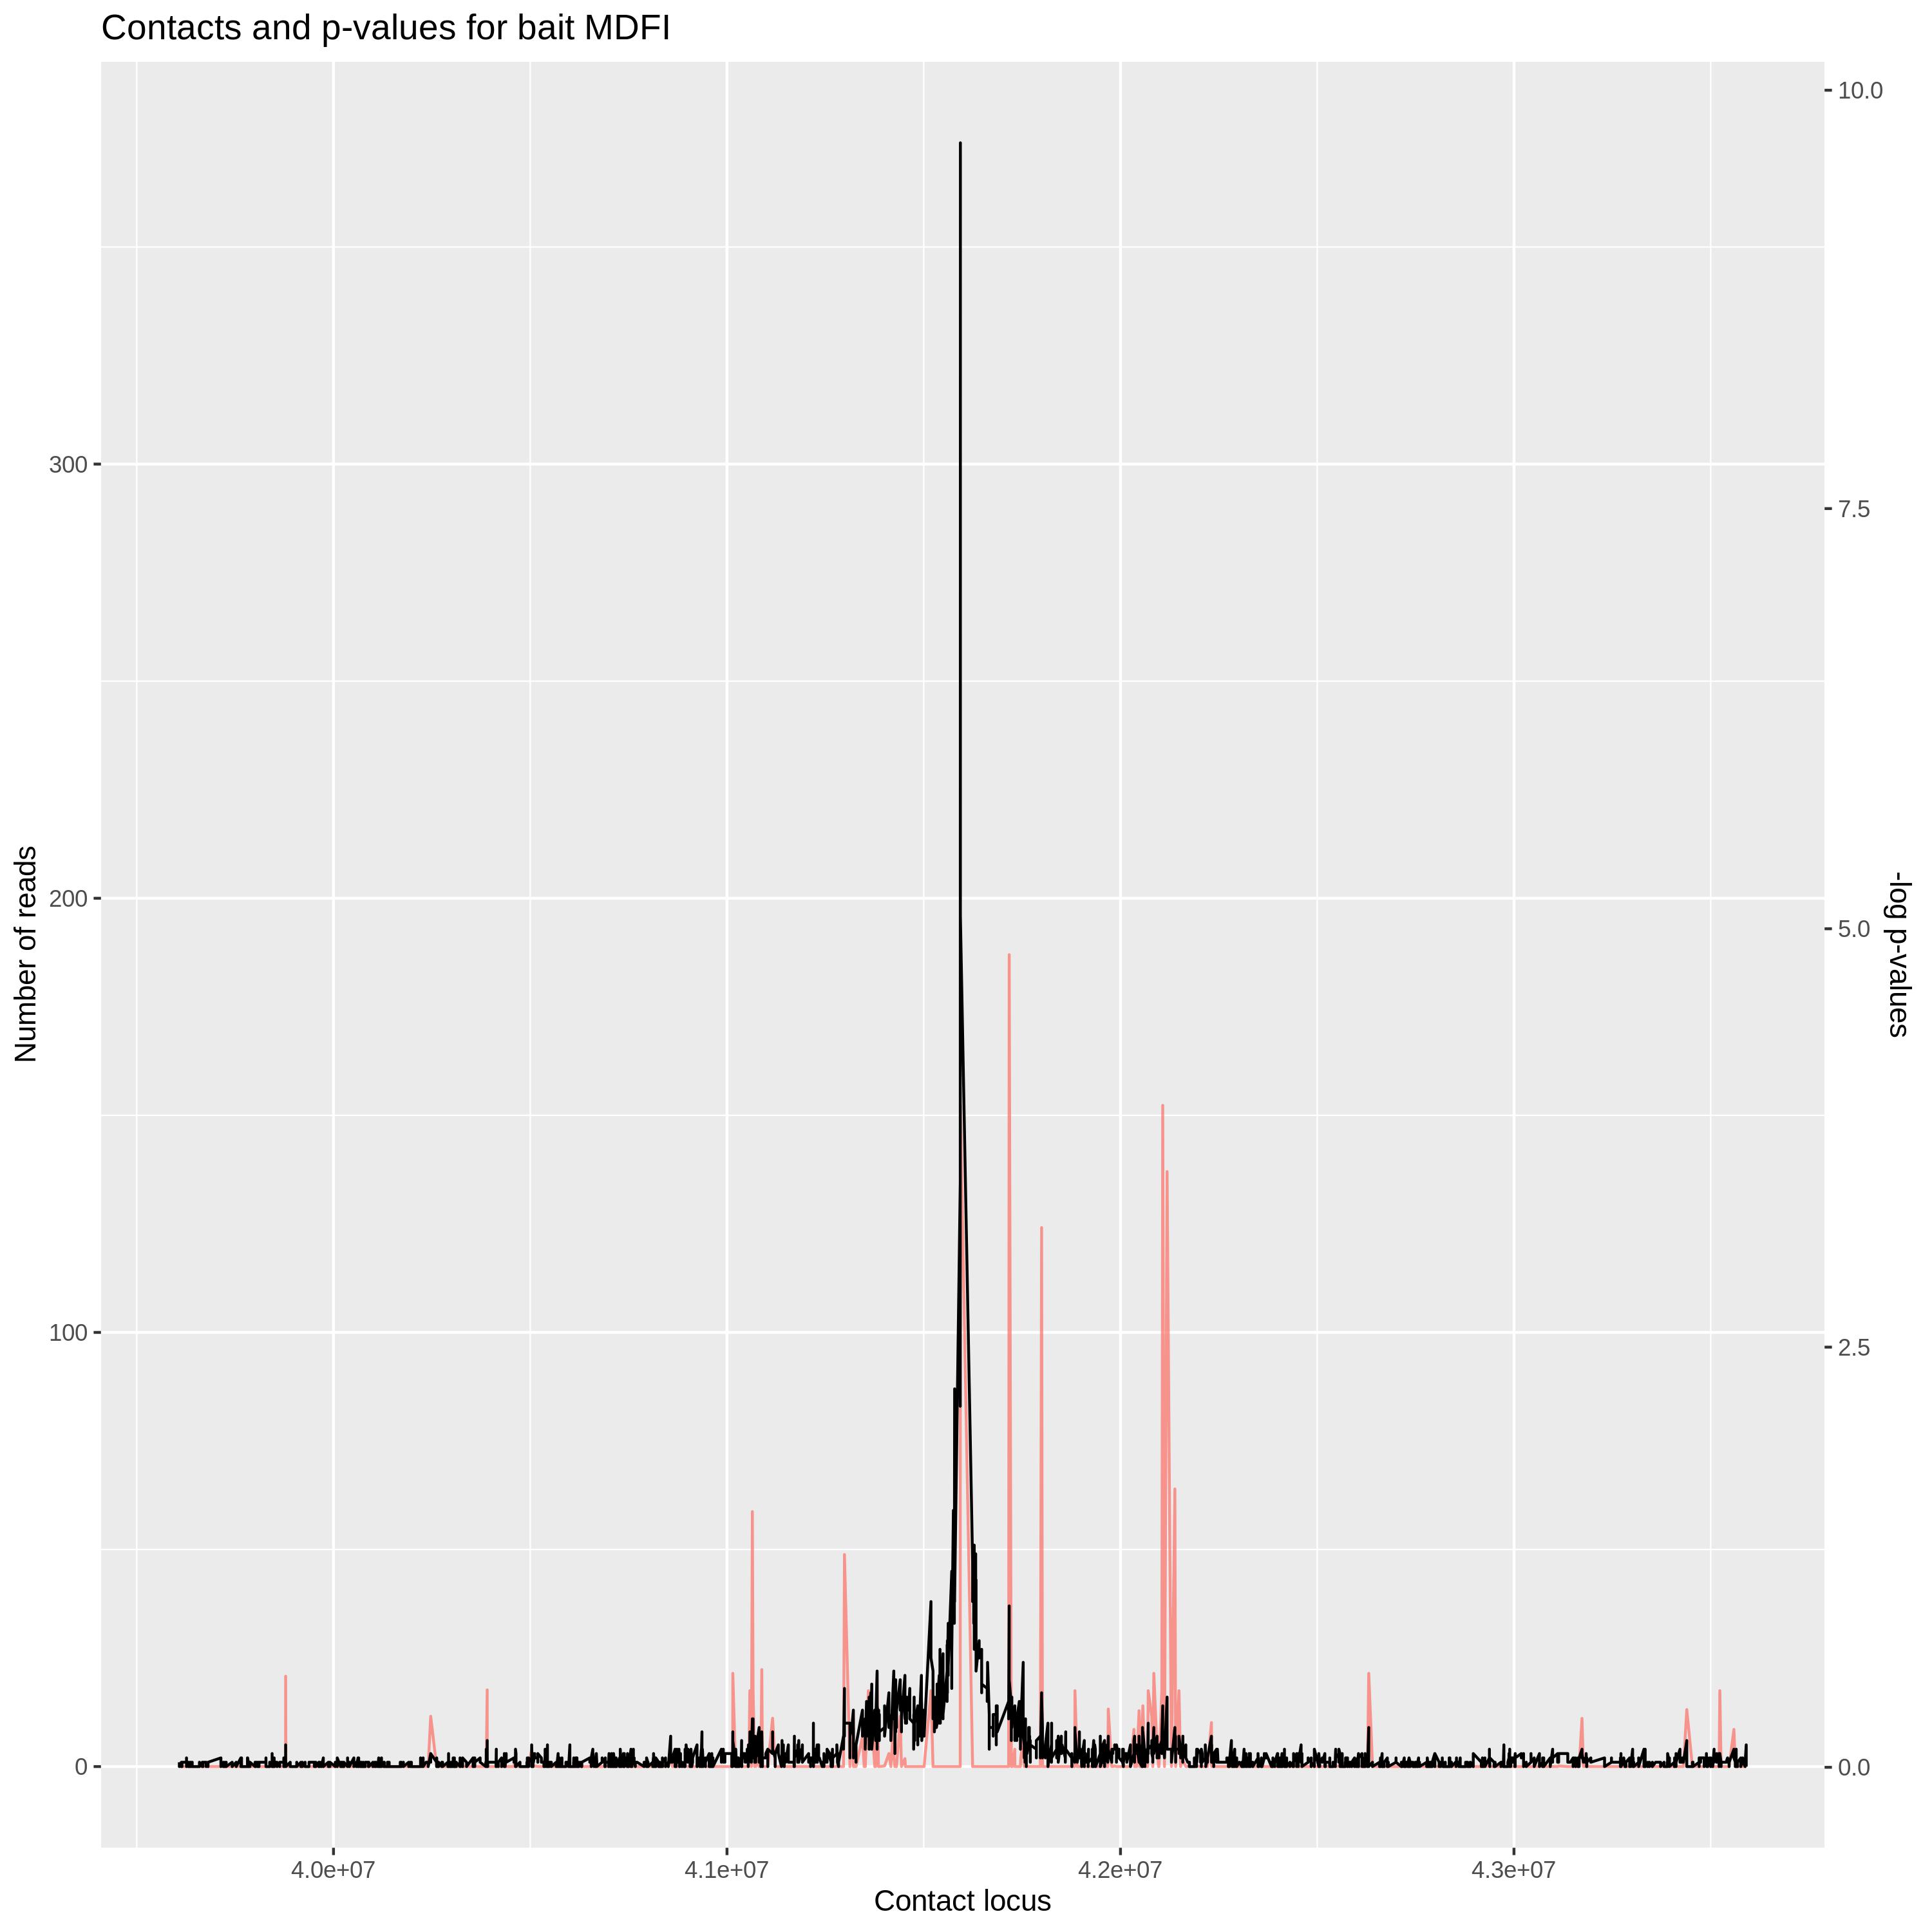 Contacts and p-values for bait MDFI
10.0
300
7.5
Number of reads
-log p-values
200
5.0
100
2.5
0
0.0
4.0e+07 4.1e+07 4.2e+07 4.3e+07
Contact locus